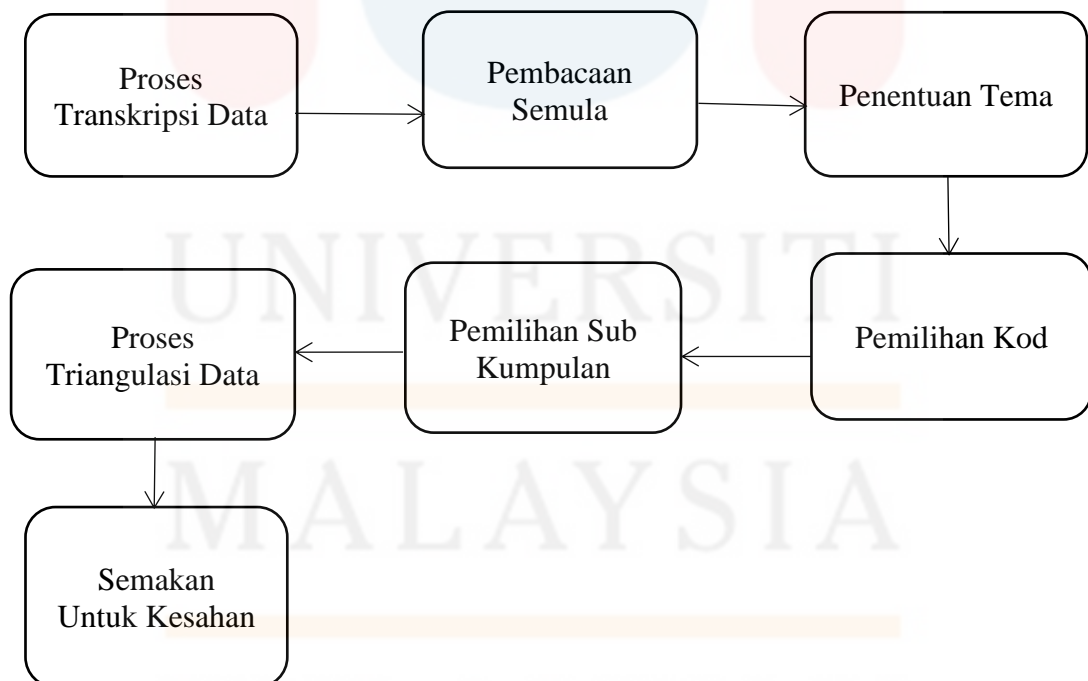 Proses
Transkripsi Data
Pembacaan
Semula
Penentuan Tema
Pemilihan Kod
Pemilihan Sub
Kumpulan
Proses
Triangulasi Data
Semakan
Untuk Kesahan
UNIVERSITI
MALAYSIA